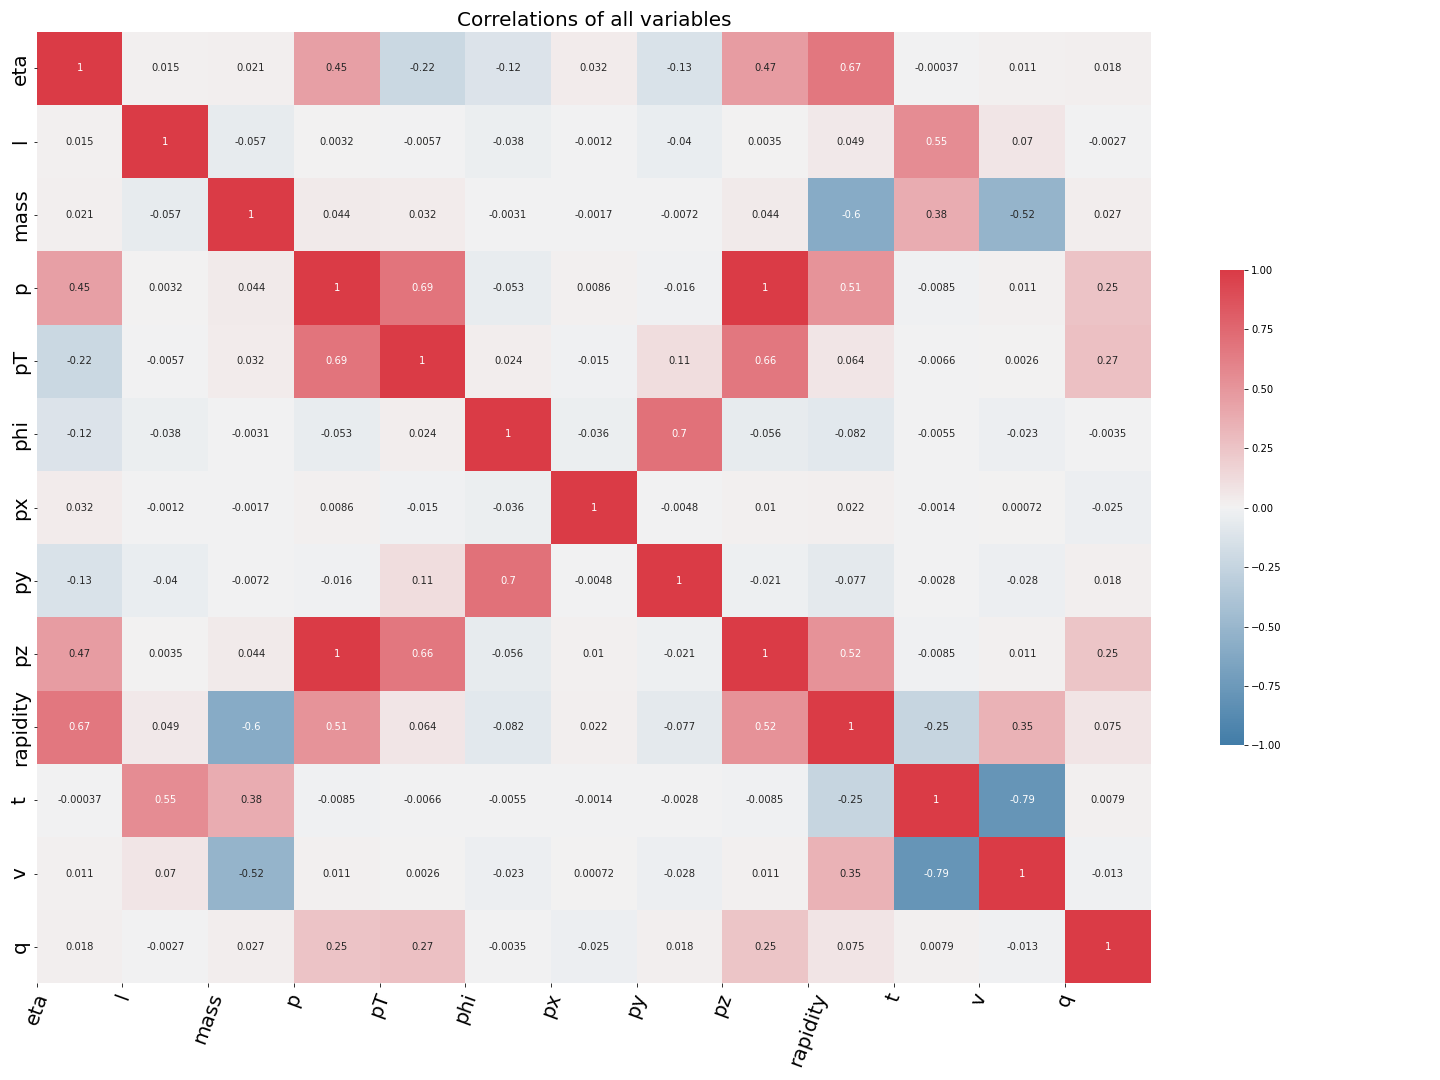 Correlations of all variables
eta 1 0.015 0.021 0.45 -0.22 -0.12 0.032 -0.13 0.47 0.67 -0.00037 0.011 0.018
l 0.015 1 -0.057 0.0032 -0.0057 -0.038 -0.0012 -0.04 0.0035 0.049 0.55 0.07 -0.0027
mass 0.021 -0.057 1 0.044 0.032 -0.0031 -0.0017 -0.0072 0.044 -0.6 0.38 -0.52 0.027
p 0.45 0.0032 0.044 1 0.69 -0.053 0.0086 -0.016 1 0.51 -0.0085 0.011 0.25
pT -0.22 -0.0057 0.032 0.69 1 0.024 -0.015 0.11 0.66 0.064 -0.0066 0.0026 0.27
phi -0.12 -0.038 -0.0031 -0.053 0.024 1 -0.036 0.7 -0.056 -0.082 -0.0055 -0.023 -0.0035
px 0.032 -0.0012 -0.0017 0.0086 -0.015 -0.036 1 -0.0048 0.01 0.022 -0.0014 0.00072 -0.025
py -0.13 -0.04 -0.0072 -0.016 0.11 0.7 -0.0048 1 -0.021 -0.077 -0.0028 -0.028 0.018
pz 0.47 0.0035 0.044 1 0.66 -0.056 0.01 -0.021 1 0.52 -0.0085 0.011 0.25
rapidity 0.67 0.049 -0.6 0.51 0.064 -0.082 0.022 -0.077 0.52 1 -0.25 0.35 0.075
t -0.00037 0.55 0.38 -0.0085 -0.0066 -0.0055 -0.0014 -0.0028 -0.0085 -0.25 1 -0.79 0.0079
v 0.011 0.07 -0.52 0.011 0.0026 -0.023 0.00072 -0.028 0.011 0.35 -0.79 1 -0.013
q 0.018 -0.0027 0.027 0.25 0.27 -0.0035 -0.025 0.018 0.25 0.075 0.0079 -0.013 1
eta l mass p pT phi px py pz rapidity t v q
1.00
0.75
0.50
0.25
0.00
−0.25
−0.50
−0.75
−1.00